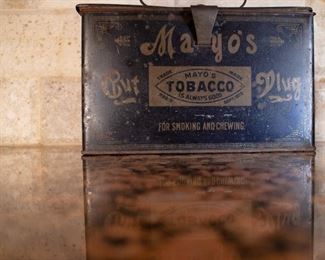 Mayo's
Cut Plug
TRADE MARK
MAYO'S
TOBACCO
IS ALWAYS GOOD
FOR SMOKING AND CHEWING.